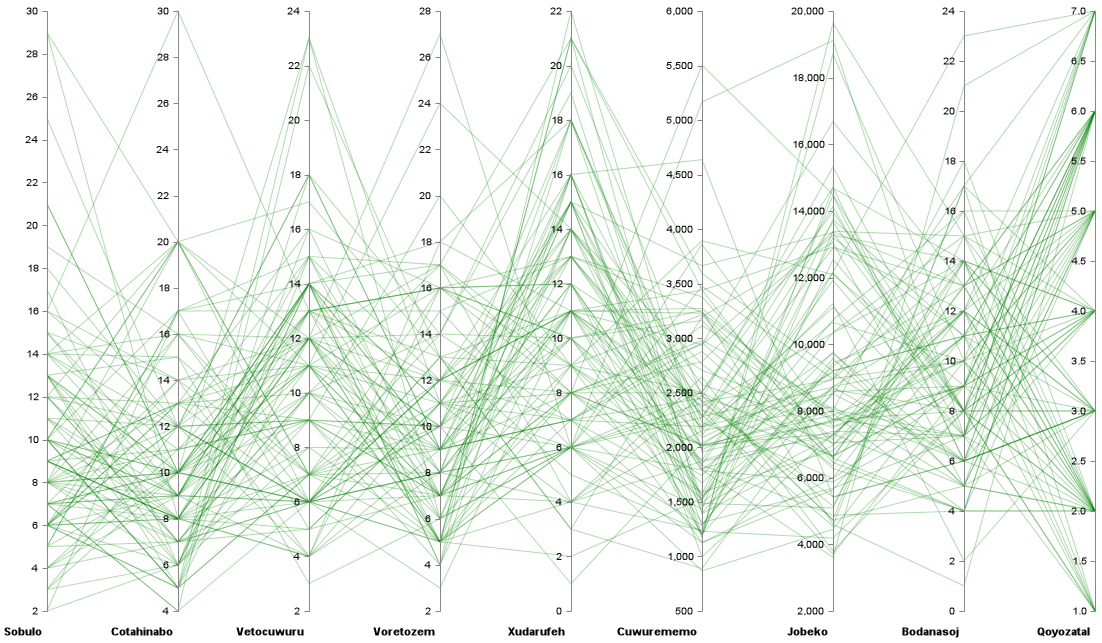 30 30 24 28 22 6,000 20,000 24 7.0
28 28 22 26 20 5,500 18,000 22 6.5
26 26 20 24 18 5,000 16,000 20 6.0
24 24 18 22 16 4,500 14,000 18 5.5
22 22 16 20 14 4,000 12,000 16 5.0
20 20 14 18 12 3,500 10,000 14 4.5
18 18 12 16 10 3,000 8,000 12 4.0
16 16 10 14 8 2,500 6,000 10 3.5
14 14 8 12 6 2,000 4,000 8 3.0
12 12 6 10 4 1,500 2,000 6 2.5
10 10 4 8 2 1,000 4 2.0
8 8 2 6 0 500 2 1.5
6 6 4 0 1.0
4 4 2
2
Sobulo Cotahinabo Vetocuwuru Voretozem Xudarufeh Cuwurememo Jobeko Bodanasoj Qoyozatal